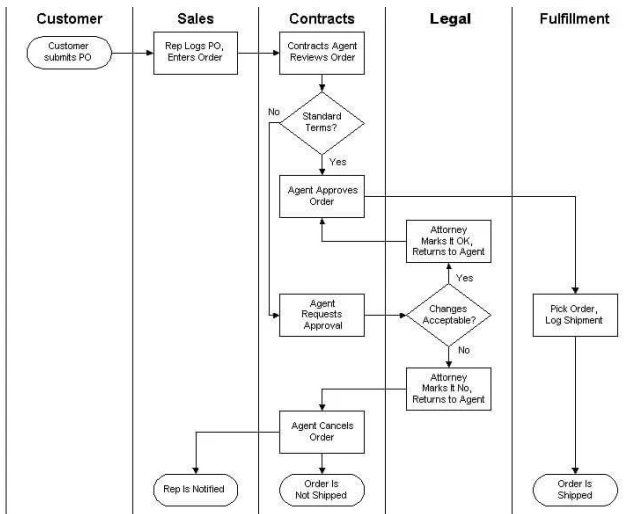 Customer
Sales
Contracts
Legal
Fulfillment
Customer
submits PO
Rep Logs PO,
Enters Order
Contracts Agent
Reviews Order
No
Standard
Terms?
Yes
Agent Approves
Order
Attorney
Marks It OK,
Returns to Agent
Yes
Agent
Requests
Approval
Changes
Acceptable?
Pick Order,
Log Shipment
No
Attorney
Marks It No,
Returns to Agent
Agent Cancels
Order
Rep Is Notified
Order Is
Not Shipped
Order Is
Shipped